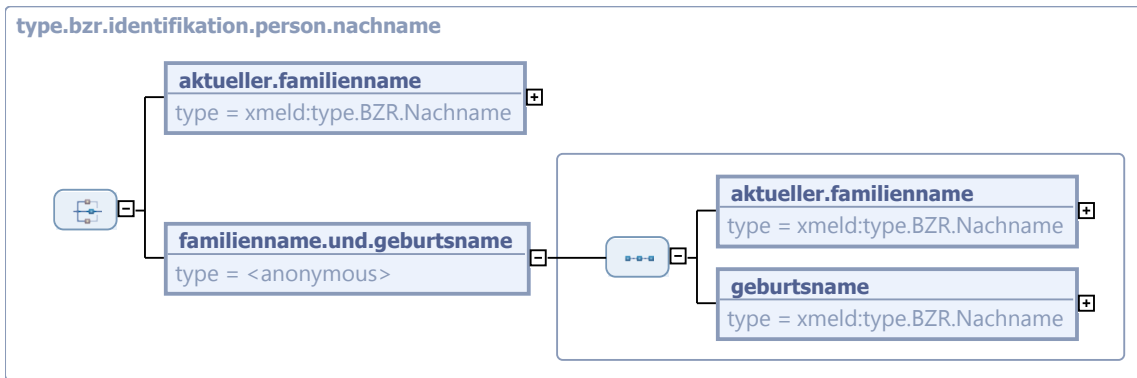 type.bzr.identifikation.person.nachname
aktueller.familienname
type = xmeld:type.BZR.Nachname
familienname.und.geburtsname
type = <anonymous>
aktueller.familienname
type = xmeld:type.BZR.Nachname
geburtsname
type = xmeld:type.BZR.Nachname